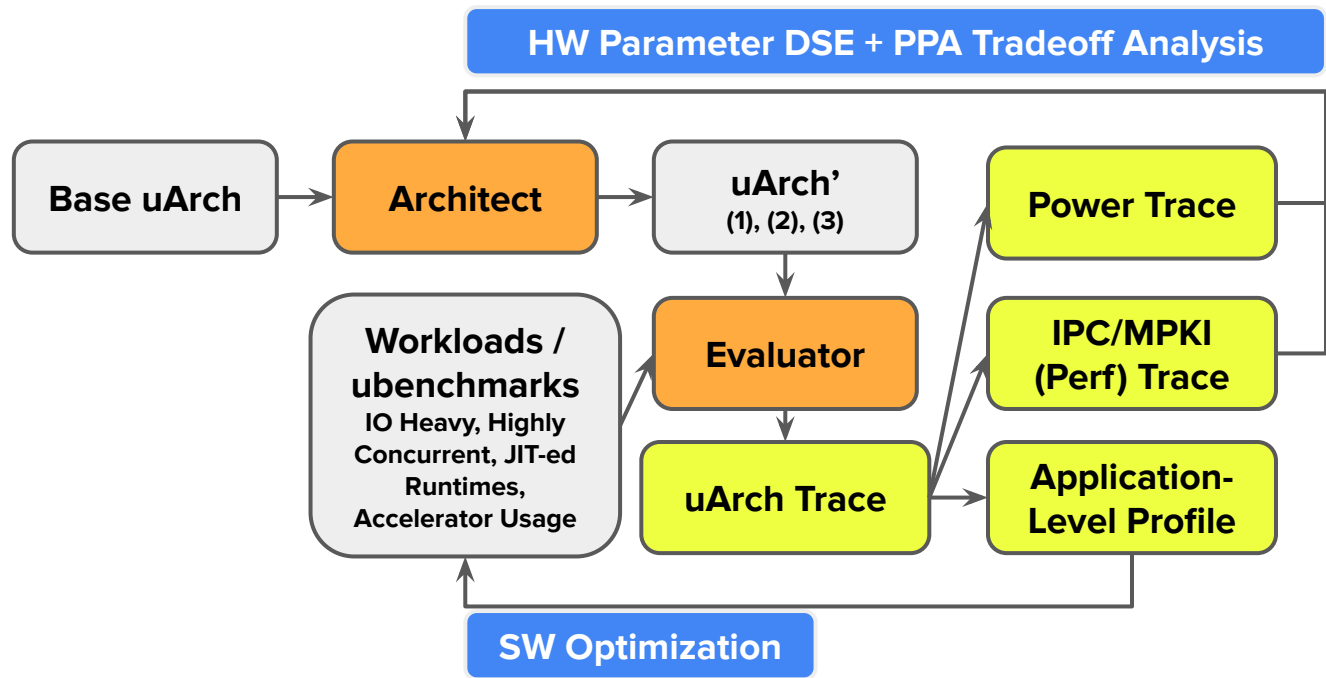 HW Parameter DSE + PPA Tradeoff Analysis
Base uArch
Architect
uArch’
(1), (2), (3)
Power Trace
Workloads /
ubenchmarks
IO Heavy, Highly
Concurrent, JIT-ed
Runtimes,
Accelerator Usage
Evaluator
IPC/MPKI
(Perf) Trace
uArch Trace
Application-
Level Profile
SW Optimization